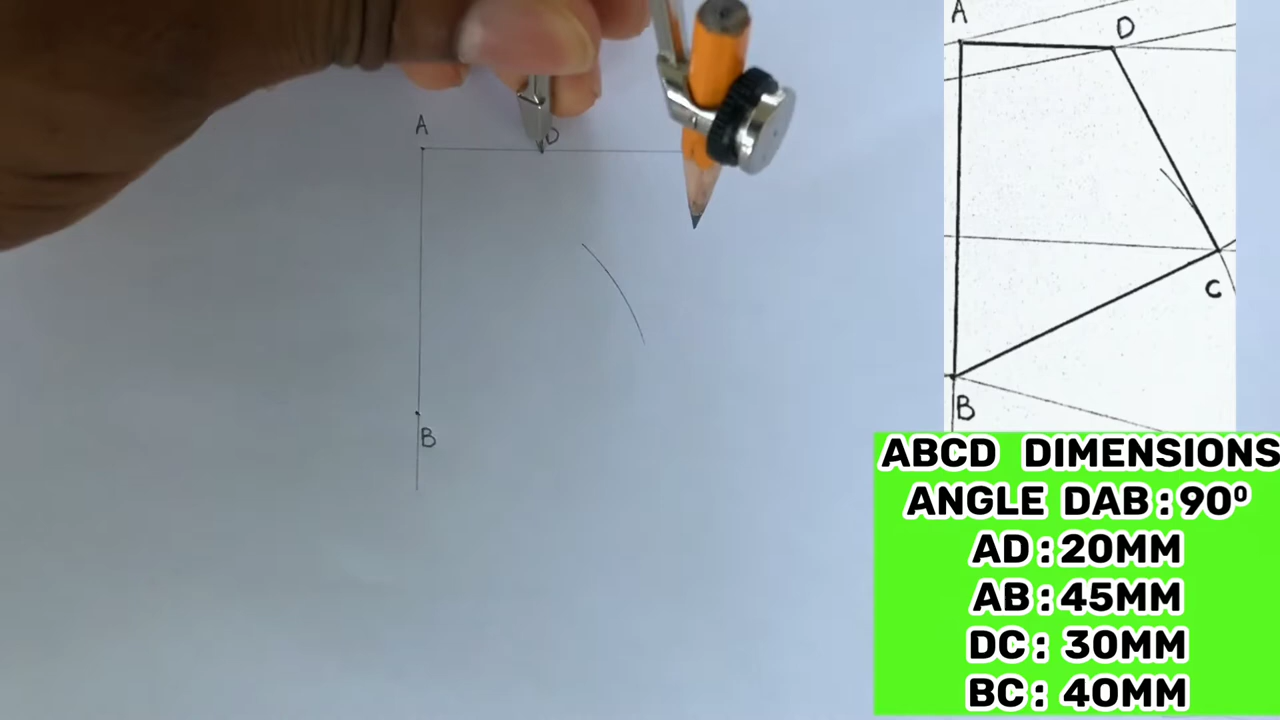 A
D
B
A
D
C
B
ABCD DIMENSIONS
ANGLE DAB : 90⁰
AD : 20MM
AB : 45MM
DC : 30MM
BC : 40MM